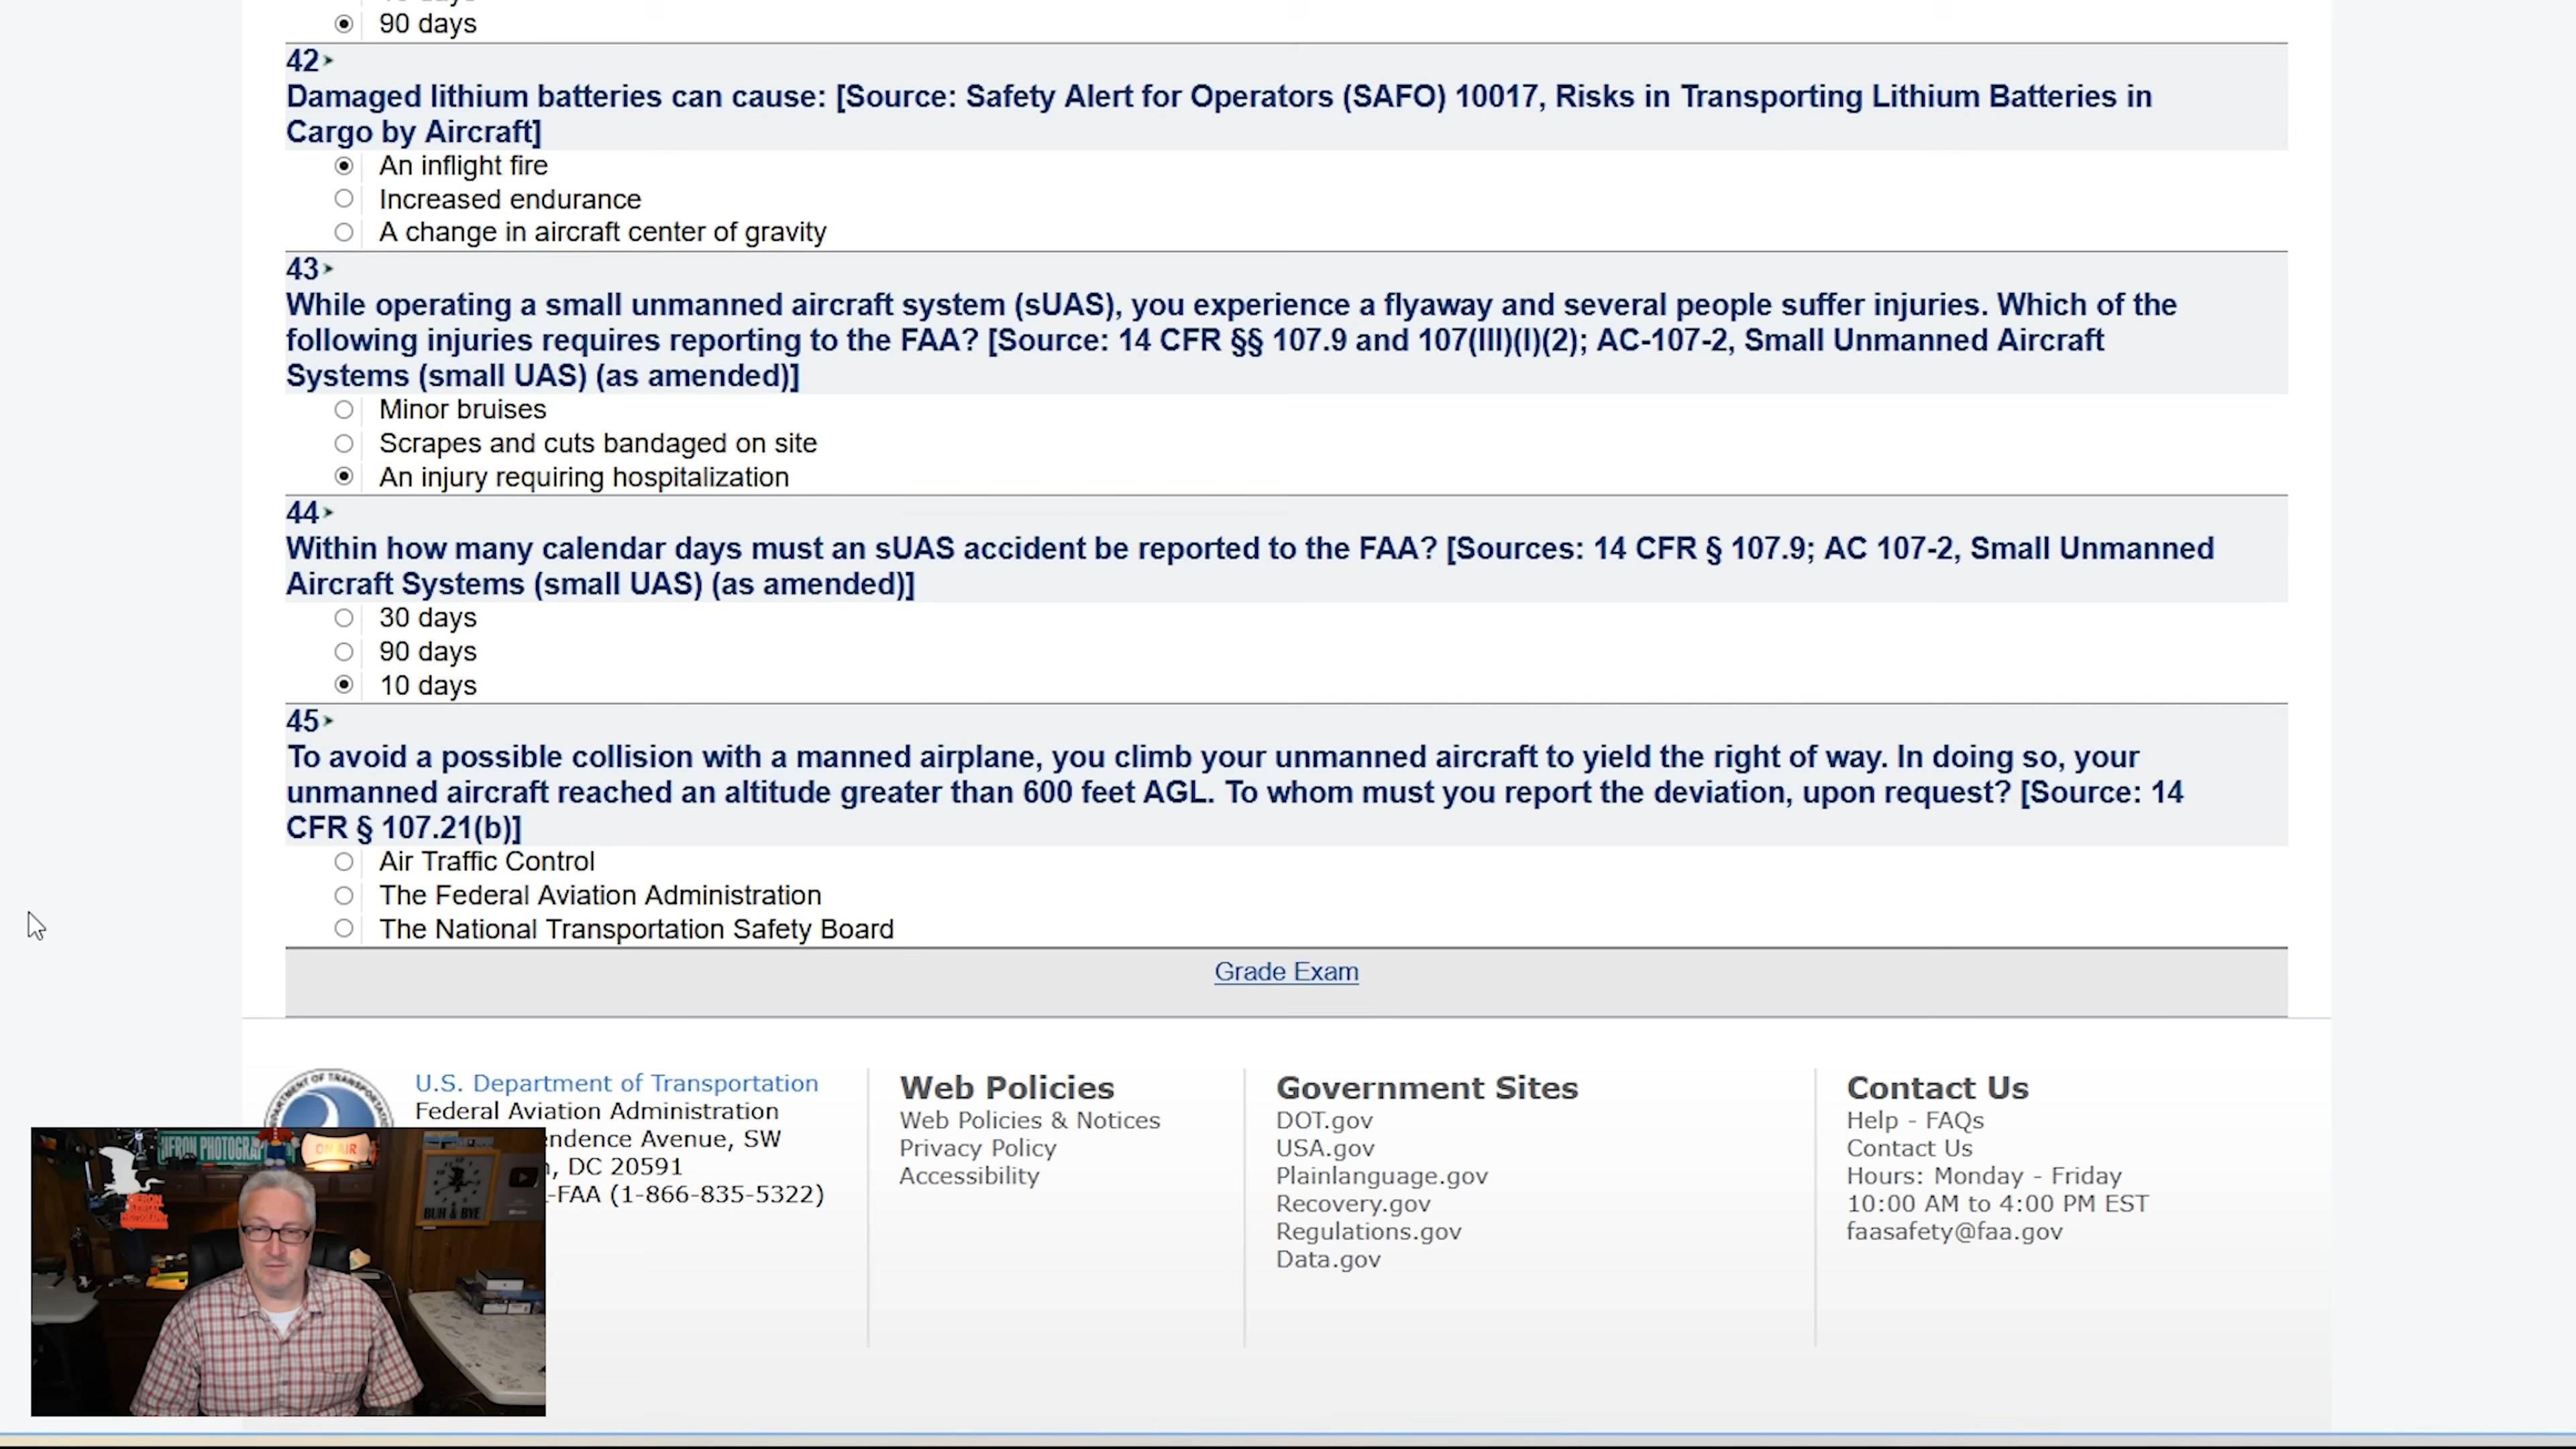 90 days
42
Damaged lithium batteries can cause: [Source: Safety Alert for Operators (SAFO) 10017, Risks in Transporting Lithium Batteries in
Cargo by Aircraft]
An inflight fire
Increased endurance
A change in aircraft center of gravity
43
While operating a small unmanned aircraft system (sUAS), you experience a flyaway and several people suffer injuries. Which of the
following injuries requires reporting to the FAA? [Source: 14 CFR §§ 107.9 and 107(III)(I)(2); AC-107-2, Small Unmanned Aircraft
Systems (small UAS) (as amended)]
Minor bruises
Scrapes and cuts bandaged on site
An injury requiring hospitalization
44
Within how many calendar days must an sUAS accident be reported to the FAA? [Sources: 14 CFR § 107.9; AC 107-2, Small Unmanned
Aircraft Systems (small UAS) (as amended)]
30 days
90 days
10 days
45
To avoid a possible collision with a manned airplane, you climb your unmanned aircraft to yield the right of way. In doing so, your
unmanned aircraft reached an altitude greater than 600 feet AGL. To whom must you report the deviation, upon request? [Source: 14
CFR § 107.21(b)]
Air Traffic Control
The Federal Aviation Administration
The National Transportation Safety Board
Grade Exam
U.S. Department of Transportation
Federal Aviation Administration
endence Avenue, SW
, DC 20591
-FAA (1-866-835-5322)
Web Policies
Web Policies & Notices
Privacy Policy
Accessibility
Government Sites
DOT.gov
USA.gov
Plainlanguage.gov
Recovery.gov
Regulations.gov
Data.gov
Contact Us
Help - FAQs
Contact Us
Hours: Monday - Friday
10:00 AM to 4:00 PM EST
faasafety@faa.gov
HERON PHOTOGRAP
ON AIR
BUH & BYE